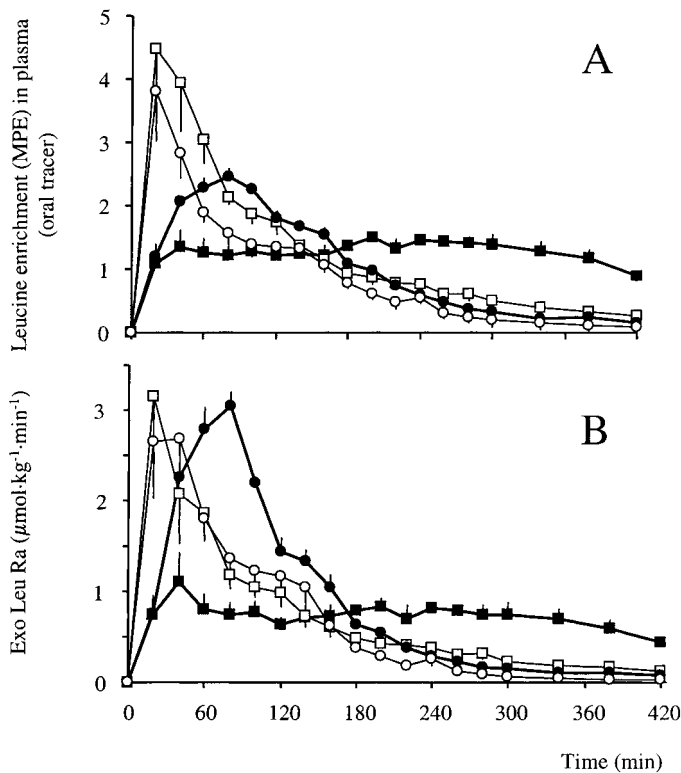 A
Leucine enrichment (MPE) in plasma
(oral tracer)
5
4
3
2
1
0
B
Exo Leu Ra (µmol·kg⁻¹·min⁻¹)
3
2
1
0
0 60 120 180 240 300 360 420
Time (min)